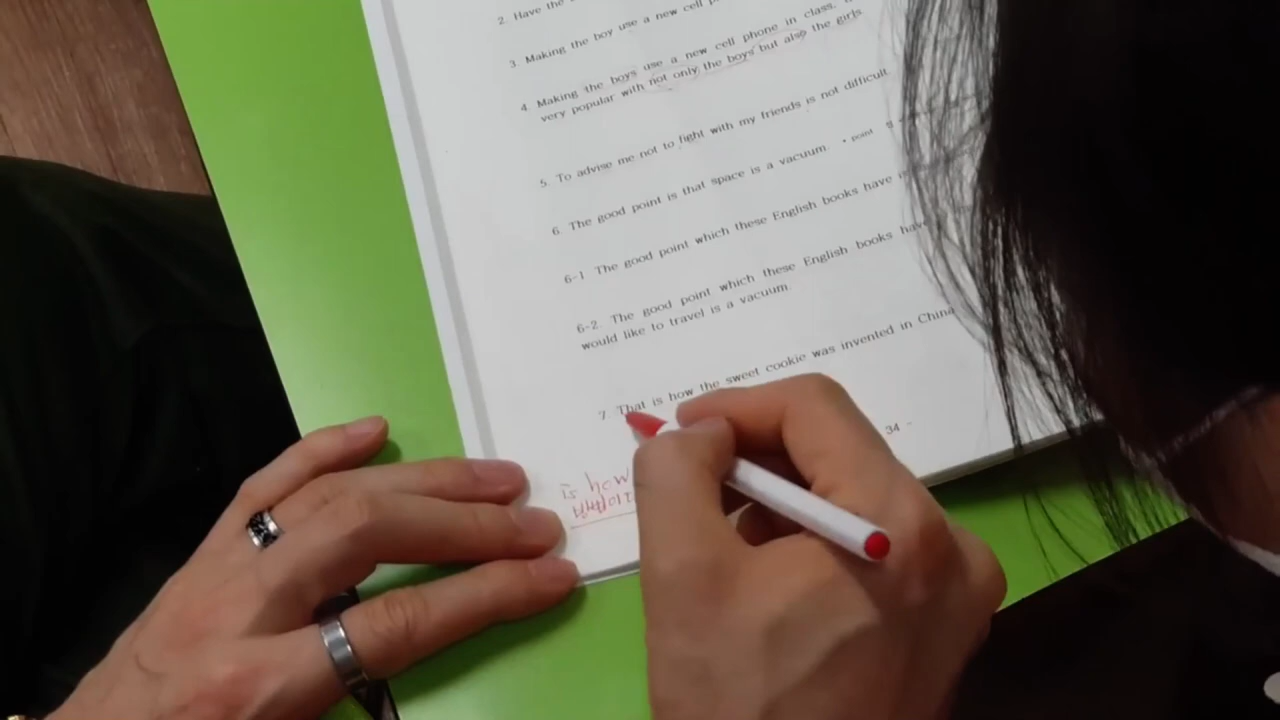 2. Have the
3. Making the boy use a new cell
4. Making the boys use a new cell phone in class.
very popular with not only the boys but also the girls.
5. To advise me not to fight with my friends is not difficult.
6. The good point is that space is a vacuum. • point
6-1 The good point which these English books have is
6-2. The good point which these English books have
would like to travel is a vacuum.
7. That is how the sweet cookie was invented in China
34 -
is how